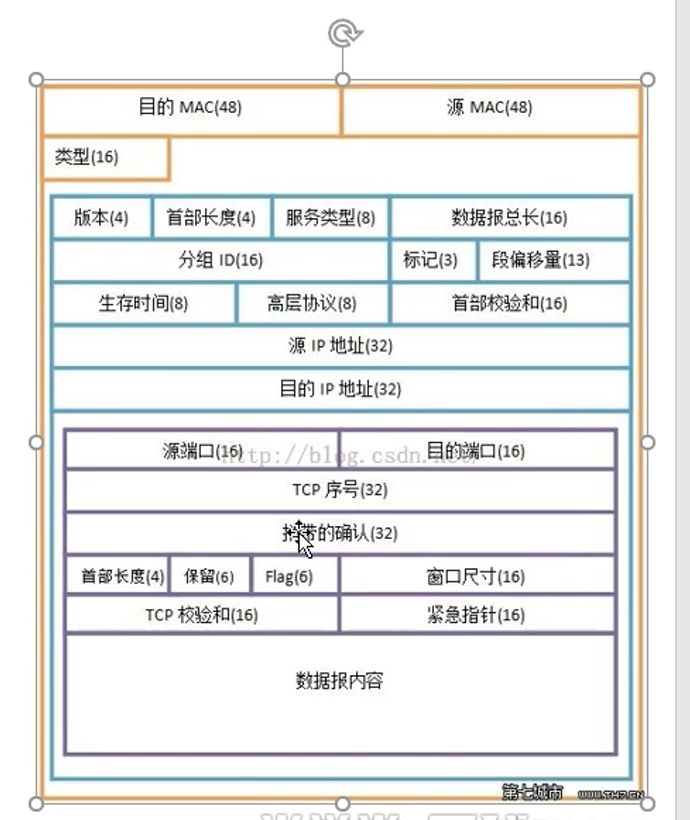 目的 MAC(48) 源 MAC(48)
类型(16)
版本(4) 首部长度(4) 服务类型(8) 数据报总长(16)
分组 ID(16) 标记(3) 段偏移量(13)
生存时间(8) 高层协议(8) 首部校验和(16)
源 IP 地址(32)
目的 IP 地址(32)
源端口(16) 目的端口(16)
http://blog.csdn.net/
TCP 序号(32)
的确认(32)
首部长度(4) 保留(6) Flag(6) 窗口尺寸(16)
TCP 校验和(16) 紧急指针(16)
数据报内容
第七城市 www.TH7.CN